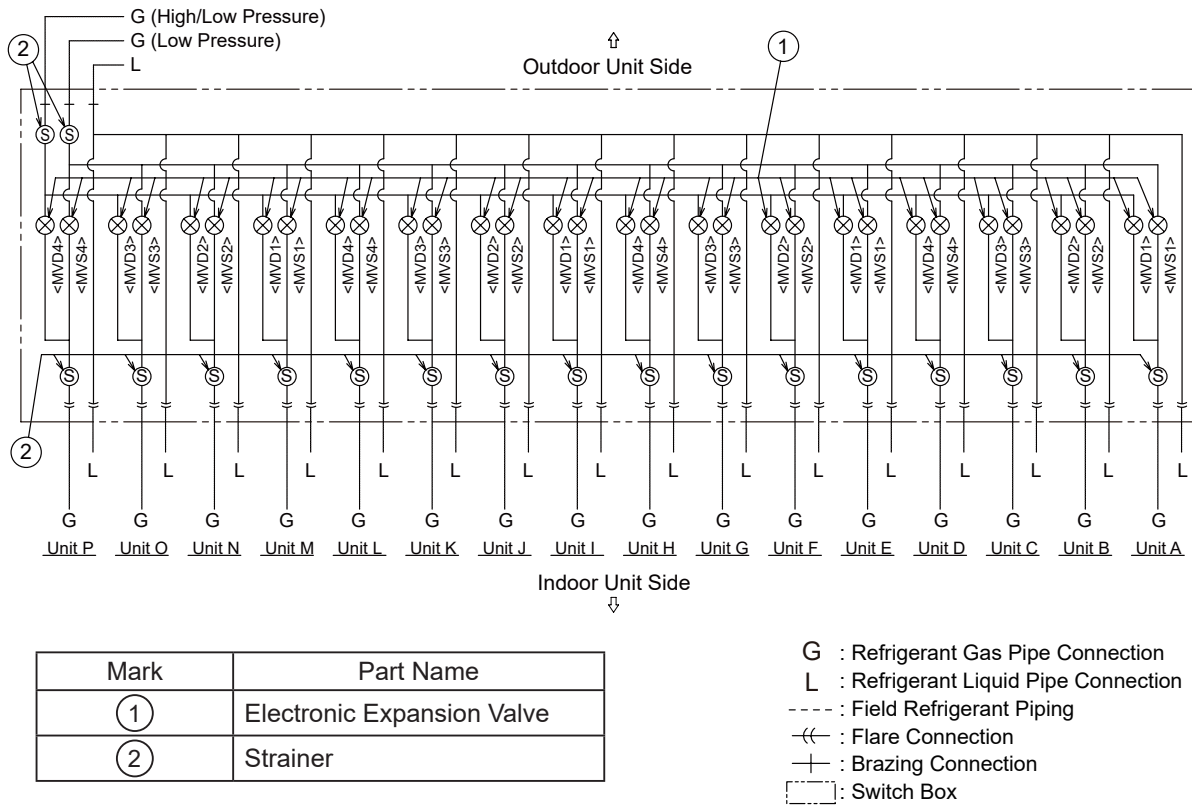 G (High/Low Pressure)
G (Low Pressure)
L
2
1
Outdoor Unit Side
S S
<MVD4> <MVS4> <MVD3> <MVS3> <MVD2> <MVS2> <MVD1> <MVS1> <MVD4> <MVS4> <MVD3> <MVS3> <MVD2> <MVS2> <MVD1> <MVS1> <MVD4> <MVS4> <MVD3> <MVS3> <MVD2> <MVS2> <MVD1> <MVS1> <MVD4> <MVS4> <MVD3> <MVS3> <MVD2> <MVS2> <MVD1> <MVS1>
S S S S S S S S S S S S S S S S
2
L L L L L L L L L L L L L L L L
G G G G G G G G G G G G G G G G
Unit P Unit O Unit N Unit M Unit L Unit K Unit J Unit I Unit H Unit G Unit F Unit E Unit D Unit C Unit B Unit A
Indoor Unit Side
Mark Part Name
1 Electronic Expansion Valve
2 Strainer
G : Refrigerant Gas Pipe Connection
L : Refrigerant Liquid Pipe Connection
: Field Refrigerant Piping
: Flare Connection
: Brazing Connection
: Switch Box